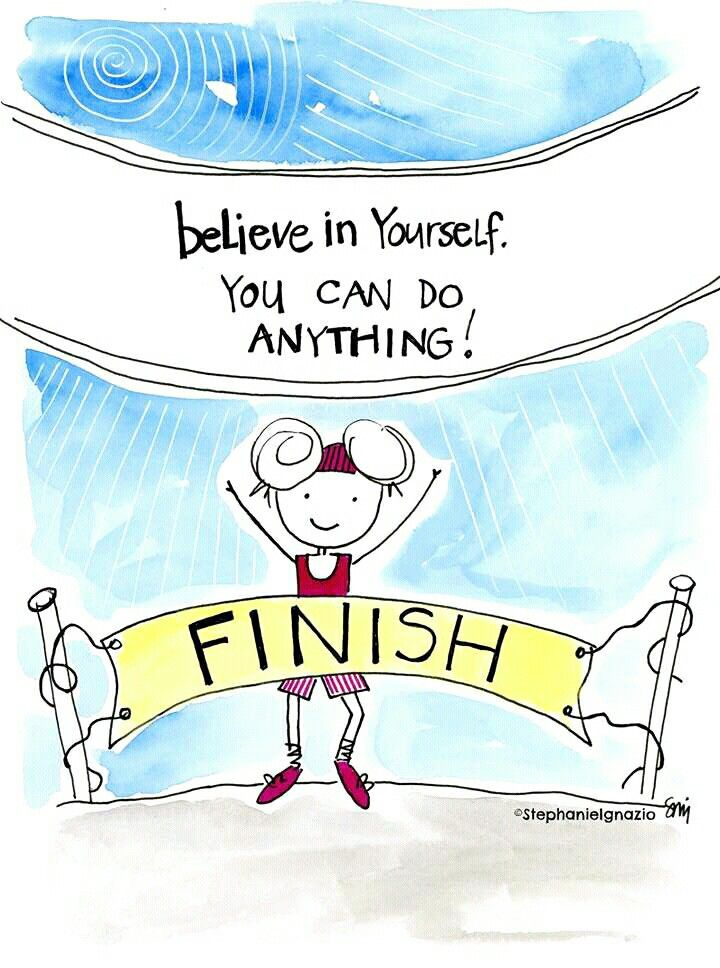 believe in Yourself.
YOU CAN DO
ANYTHING!
FINISH
©StephanieIgnazio